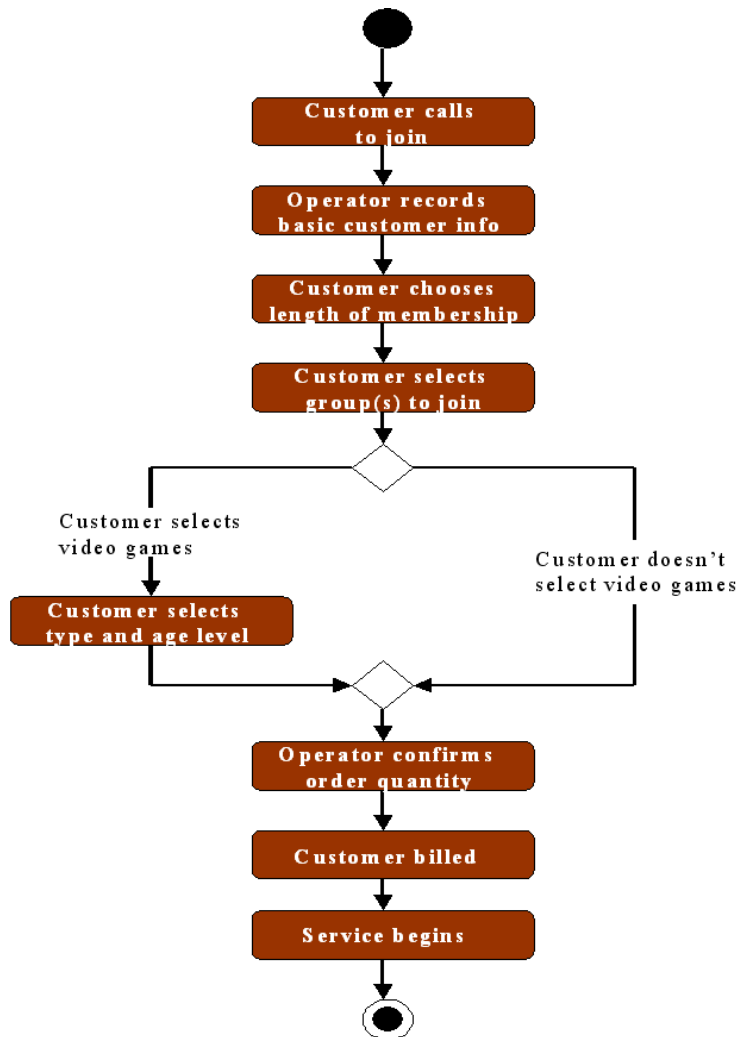 Customer calls
to join
Operator records
basic customer info
Customer chooses
length of membership
Customer selects
group(s) to join
Customer selects
video games
Customer doesn’t
select video games
Customer selects
type and age level
Operator confirms
order quantity
Customer billed
Service begins